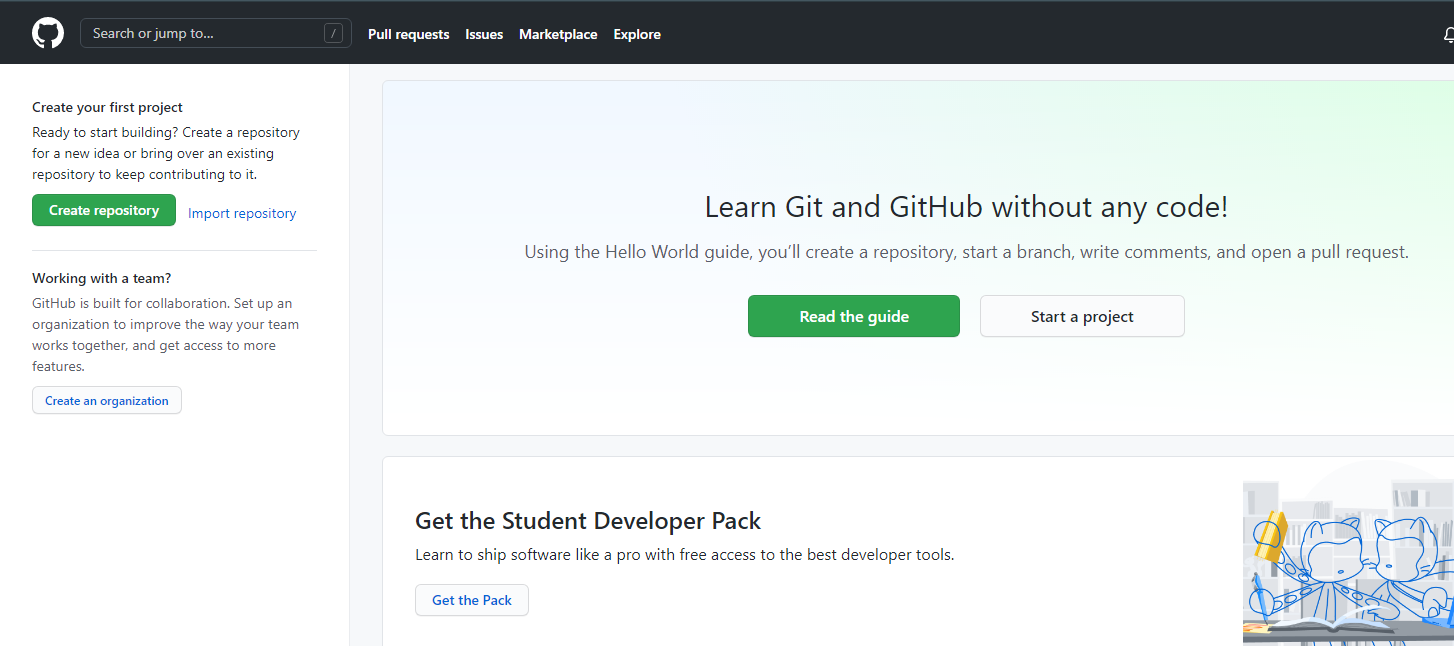 Search or jump to...
/
Pull requests
Issues
Marketplace
Explore
Create your first project
Ready to start building? Create a repository
for a new idea or bring over an existing
repository to keep contributing to it.
Create repository
Import repository
Working with a team?
GitHub is built for collaboration. Set up an
organization to improve the way your team
works together, and get access to more
features.
Create an organization
Learn Git and GitHub without any code!
Using the Hello World guide, you’ll create a repository, start a branch, write comments, and open a pull request.
Read the guide
Start a project
Get the Student Developer Pack
Learn to ship software like a pro with free access to the best developer tools.
Get the Pack